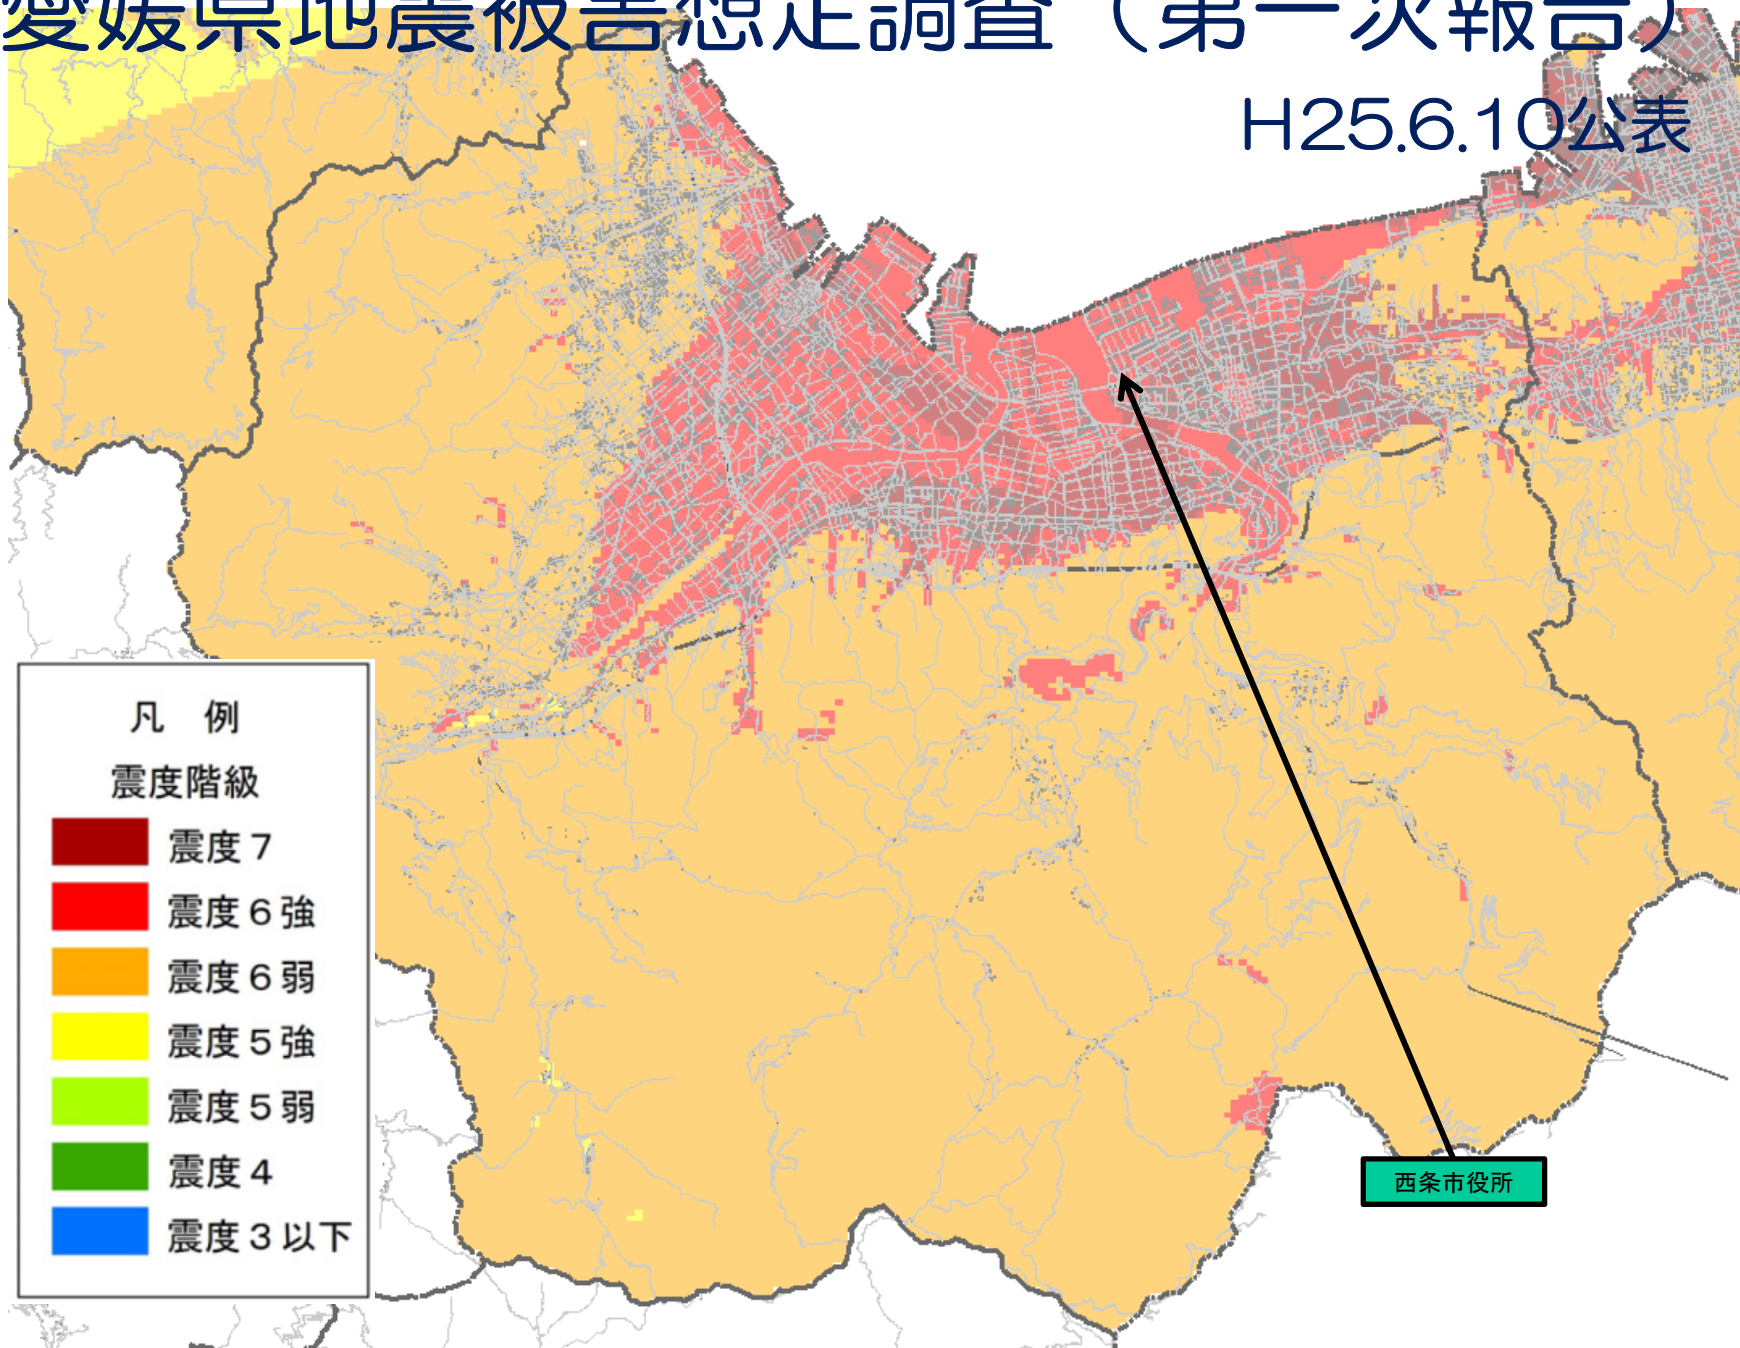 愛媛県地震被害想定調査（第一次報告）
H25.6.10公表
凡　例
震度階級
震度７
震度６強
震度６弱
震度５強
震度５弱
震度４
震度３以下
西条市役所